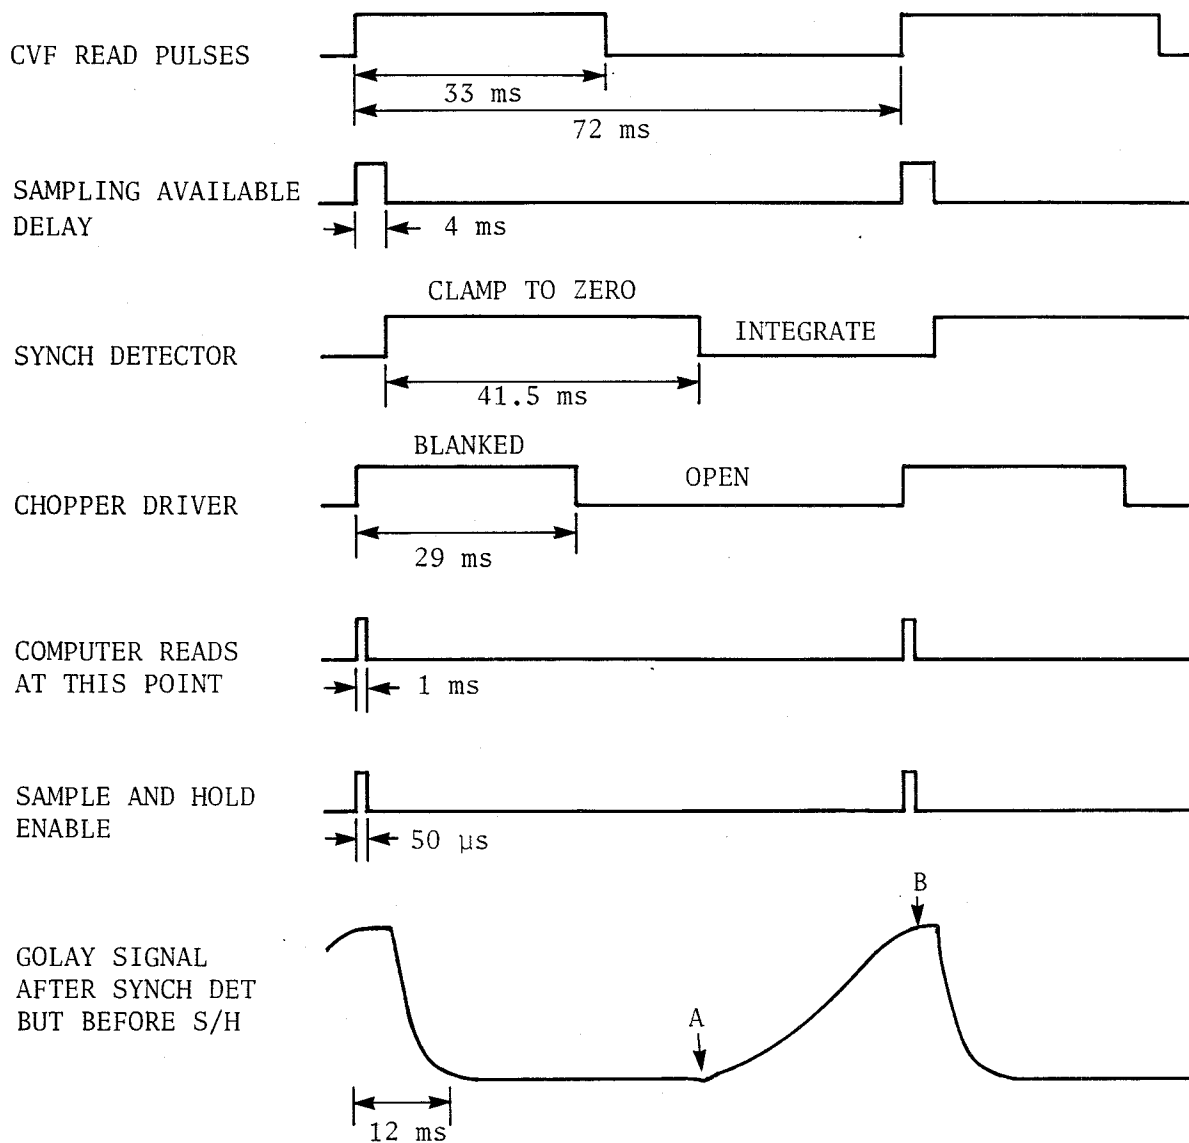 CVF READ PULSES
33 ms
72 ms
SAMPLING AVAILABLE
DELAY
4 ms
CLAMP TO ZERO
INTEGRATE
SYNCH DETECTOR
41.5 ms
BLANKED
OPEN
CHOPPER DRIVER
29 ms
COMPUTER READS
AT THIS POINT
1 ms
SAMPLE AND HOLD
ENABLE
50 μs
B
GOLAY SIGNAL
AFTER SYNCH DET
BUT BEFORE S/H
A
12 ms